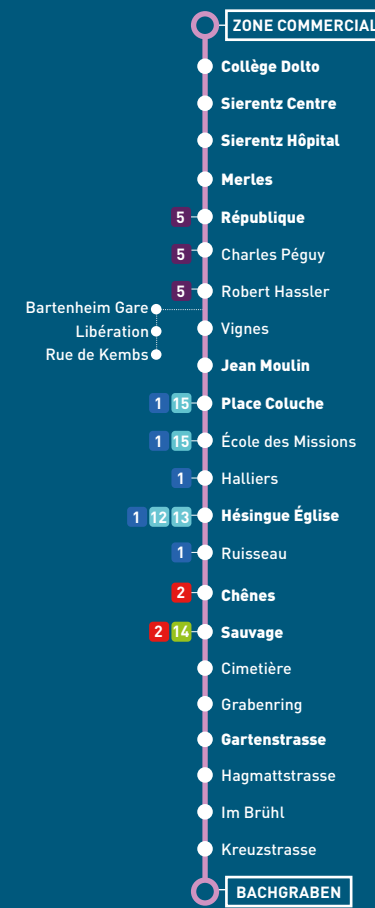 ZONE COMMERCIAL
Collège Dolto
Sierentz Centre
Sierentz Hôpital
Merles
5 République
5 Charles Péguy
5 Robert Hassler
Bartenheim Gare
Libération
Rue de Kembs
Vignes
Jean Moulin
1 15 Place Coluche
1 15 École des Missions
1 Halliers
1 12 13 Hésingue Église
1 Ruisseau
2 Chênes
2 14 Sauvage
Cimetière
Grabenring
Gartenstrasse
Hagmattstrasse
Im Brühl
Kreuzstrasse
BACHGRABEN